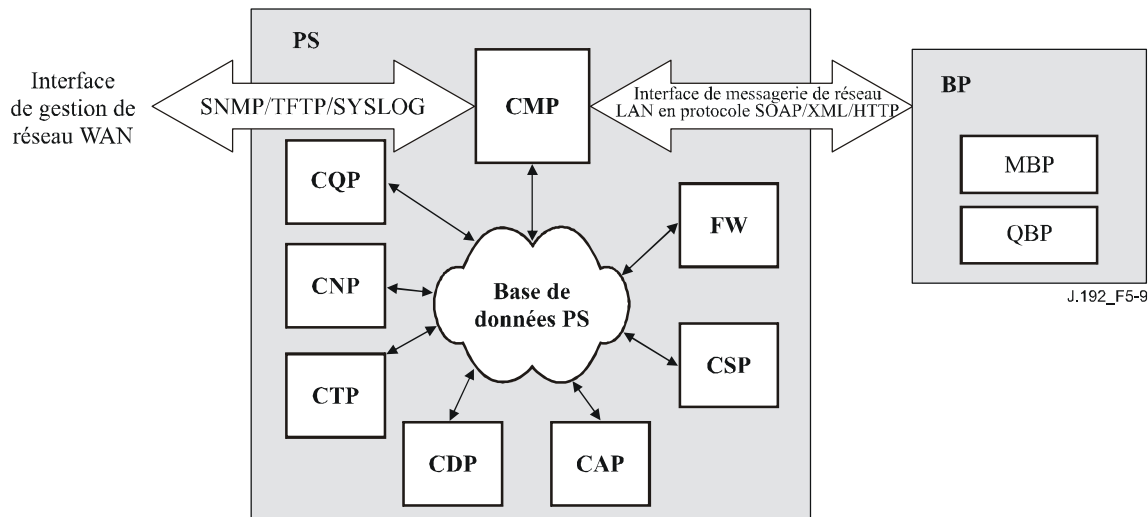 PS
Interface
de gestion de
réseau WAN
SNMP/TFTP/SYSLOG
CMP
Interface de messagerie de réseau
LAN en protocole SOAP/XML/HTTP
BP
MBP
QBP
CQP
FW
CNP
Base de
données PS
CTP
CSP
CDP
CAP
J.192_F5-9